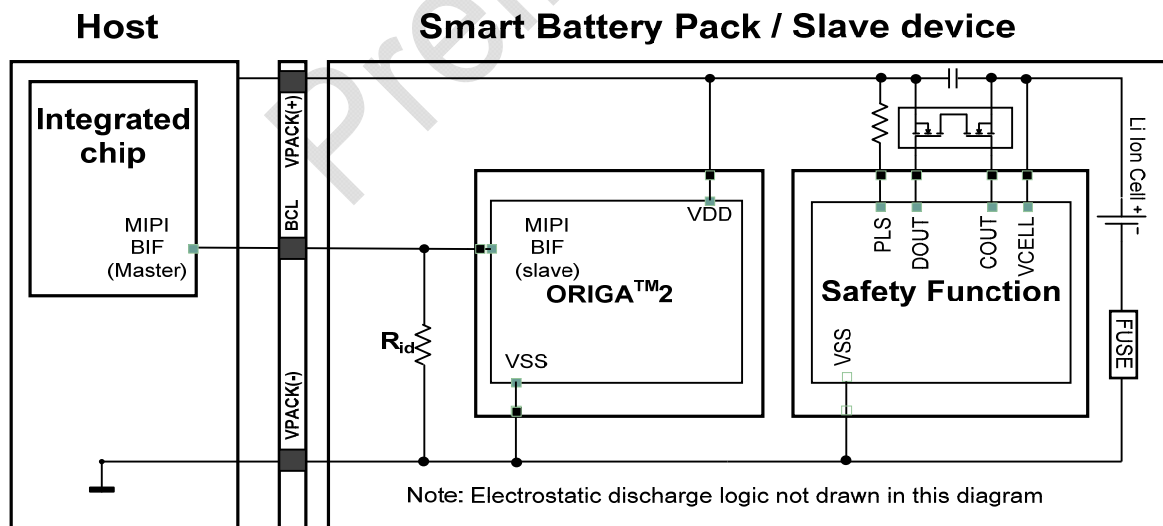 Host
Smart Battery Pack / Slave device
Integrated
chip
MIPI
BIF
(Master)
VPACK(+)
BCL
VPACK(-)
Rid
MIPI
BIF
(slave)
VDD
ORIGA™2
VSS
PLS
DOUT
COUT
VCELL
Safety Function
VSS
Li Ion Cell +
-
FUSE
Note: Electrostatic discharge logic not drawn in this diagram